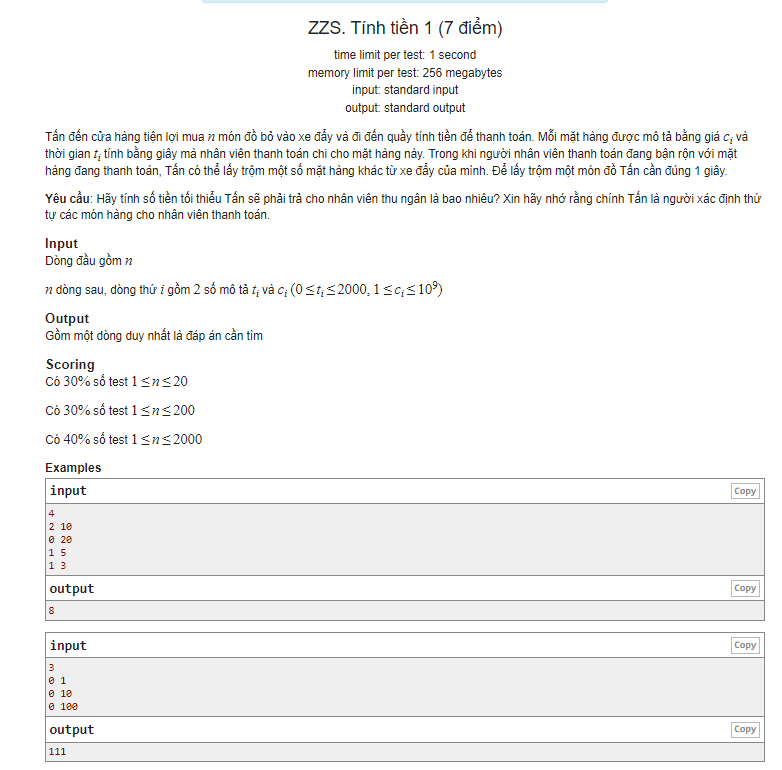 ZZS. Tính tiền 1 (7 điểm)
time limit per test: 1 second
memory limit per test: 256 megabytes
input: standard input
output: standard output
Tấn đến cửa hàng tiện lợi mua n món đồ bỏ vào xe đẩy và đi đến quầy tính tiền để thanh toán. Mỗi mặt hàng được mô tả bằng giá c_i và
thời gian t_i tính bằng giây mà nhân viên thanh toán chi cho mặt hàng này. Trong khi người nhân viên thanh toán đang bận rộn với mặt
hàng đang thanh toán, Tấn có thể lấy trộm một số mặt hàng khác từ xe đẩy của mình. Để lấy trộm một món đồ Tấn cần đúng 1 giây.
Yêu cầu: Hãy tính số tiền tối thiểu Tấn sẽ phải trả cho nhân viên thu ngân là bao nhiêu? Xin hãy nhớ rằng chính Tấn là người xác định thứ
tự các món hàng cho nhân viên thanh toán.
Input
Dòng đầu gồm n
n dòng sau, dòng thứ i gồm 2 số mô tả t_i và c_i (0 ≤ t_i ≤ 2000, 1 ≤ c_i ≤ 10^9)
Output
Gồm một dòng duy nhất là đáp án cần tìm
Scoring
Có 30% số test 1 ≤ n ≤ 20
Có 30% số test 1 ≤ n ≤ 200
Có 40% số test 1 ≤ n ≤ 2000
Examples
input Copy
4
2 10
0 20
1 5
1 3
output Copy
8
input Copy
3
0 1
0 10
0 100
output Copy
111